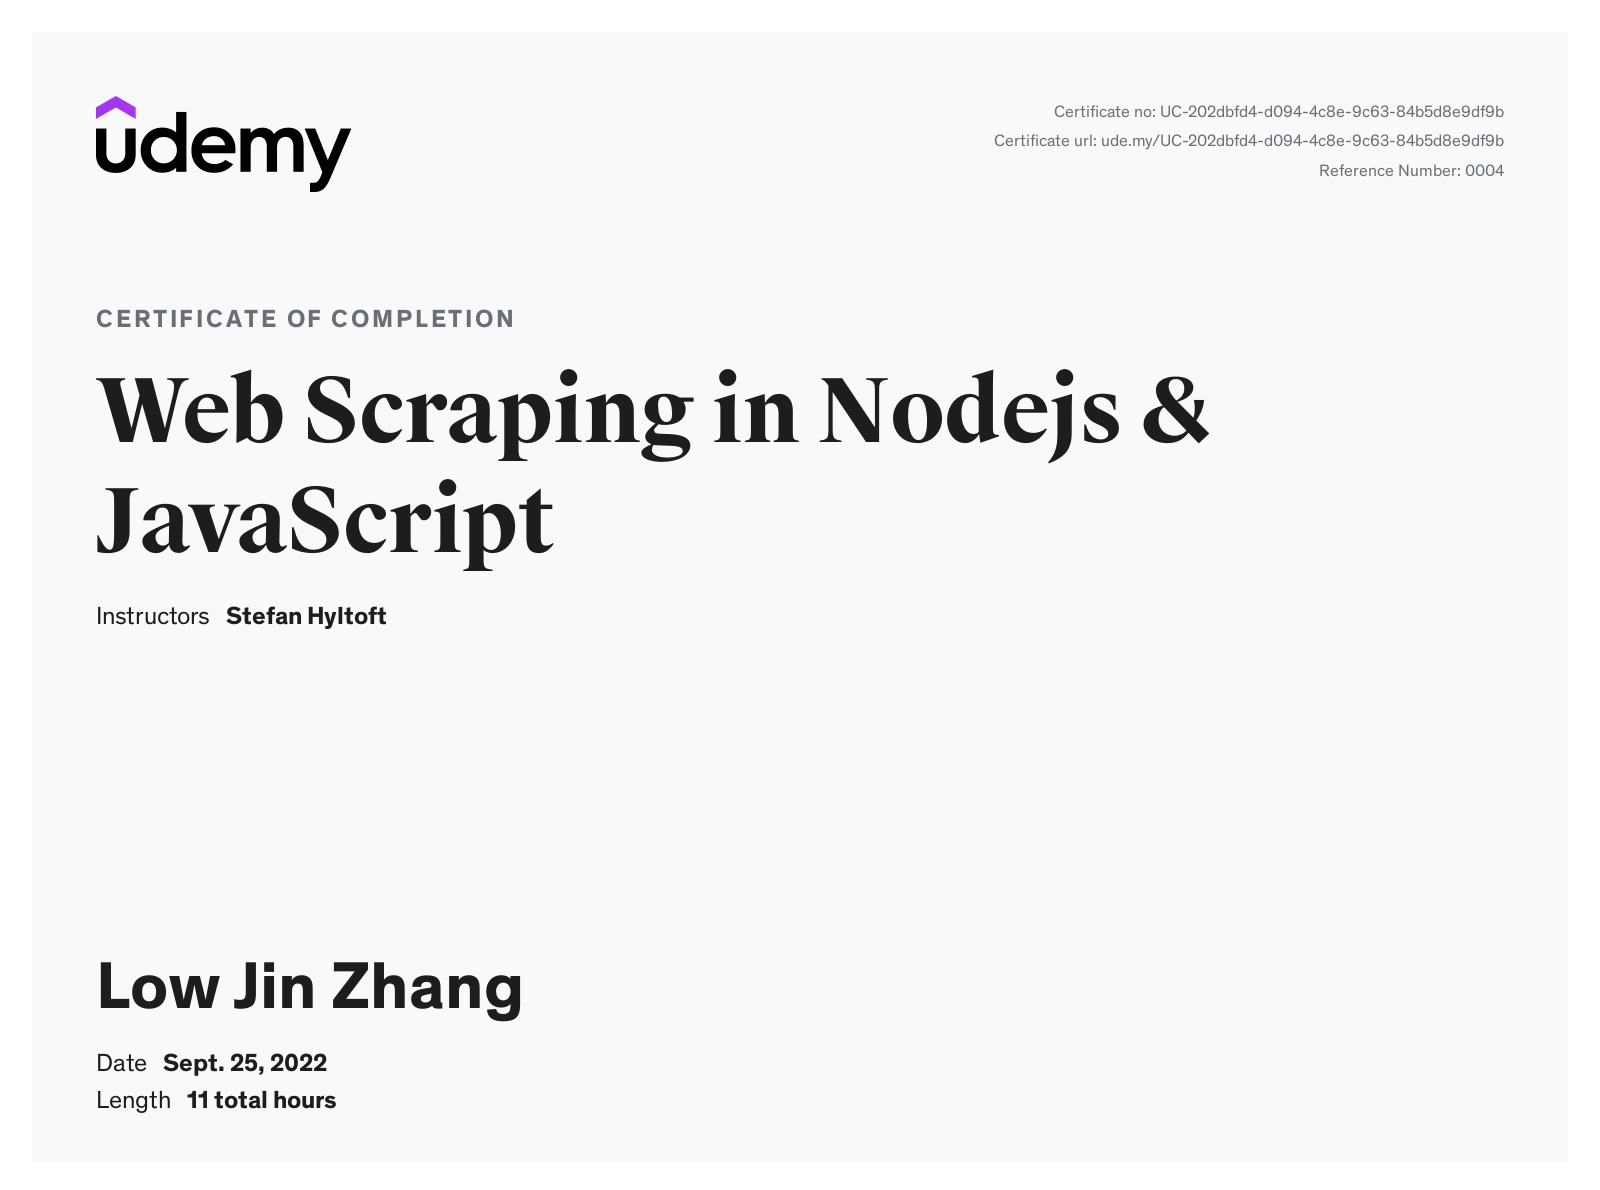 udemy
Certificate no: UC-202dbfd4-d094-4c8e-9c63-84b5d8e9df9b
Certificate url: ude.my/UC-202dbfd4-d094-4c8e-9c63-84b5d8e9df9b
Reference Number: 0004
CERTIFICATE OF COMPLETION
Web Scraping in Nodejs &
JavaScript
Instructors Stefan Hyltoft
Low Jin Zhang
Date Sept. 25, 2022
Length 11 total hours